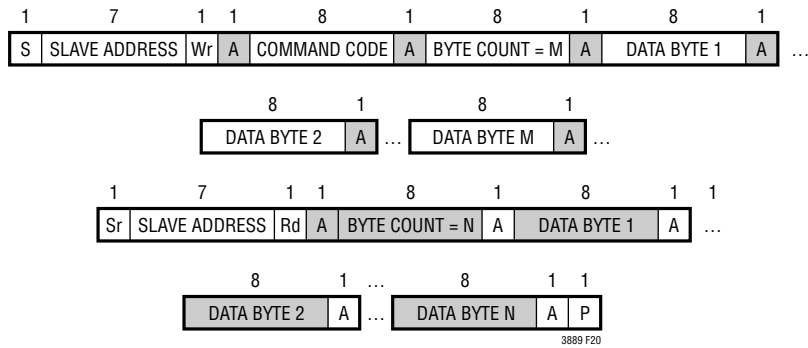 1 7 1 1 8 1 8 1 8 1
S SLAVE ADDRESS Wr A COMMAND CODE A BYTE COUNT = M A DATA BYTE 1 A …
8 1 8 1
DATA BYTE 2 A … DATA BYTE M A …
1 7 1 1 8 1 8 1 1
Sr SLAVE ADDRESS Rd A BYTE COUNT = N A DATA BYTE 1 A …
8 1 … 8 1 1
DATA BYTE 2 A … DATA BYTE N A P
3889 F20